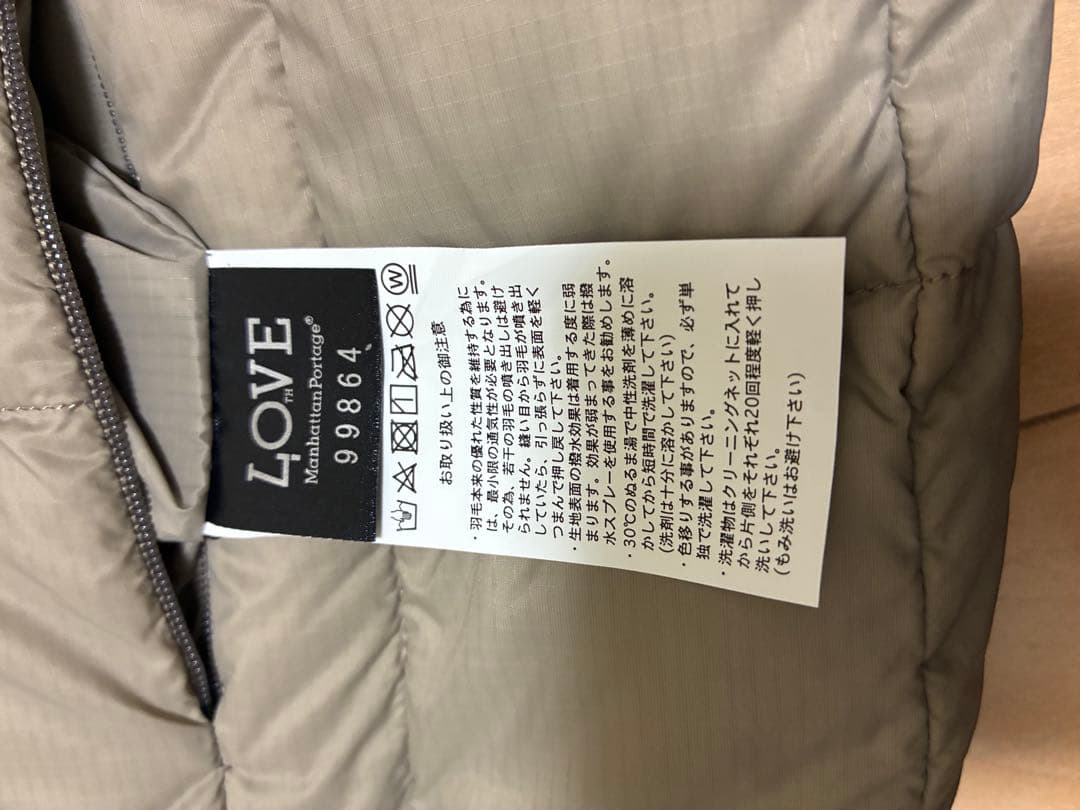 4OVE
TM
ManhattanPortage®
99864
W
お取り扱い上の御注意
・羽毛本来の優れた性質を維持する為に
は、最小限の通気性が必要となります。
その為、若干の羽毛の噴き出しは避け
られません。縫い目から羽毛が噴き出
していたら、引っ張らずに表面を軽く
つまんで押し戻して下さい。
・生地表面の撥水効果は着用する度に弱
まります。効果が弱まってきた際は撥
水スプレーを使用する事をお勧めします。
・30℃のぬるま湯で中性洗剤を薄めに溶
かしてから短時間で洗濯して下さい。
(洗剤は十分に溶かして下さい)
・色移りする事がありますので、必ず単
独で洗濯して下さい。
・洗濯物はクリーニングネットに入れて
から片側をそれぞれ20回程度軽く押し
洗いして下さい。
(もみ洗いはお避け下さい)